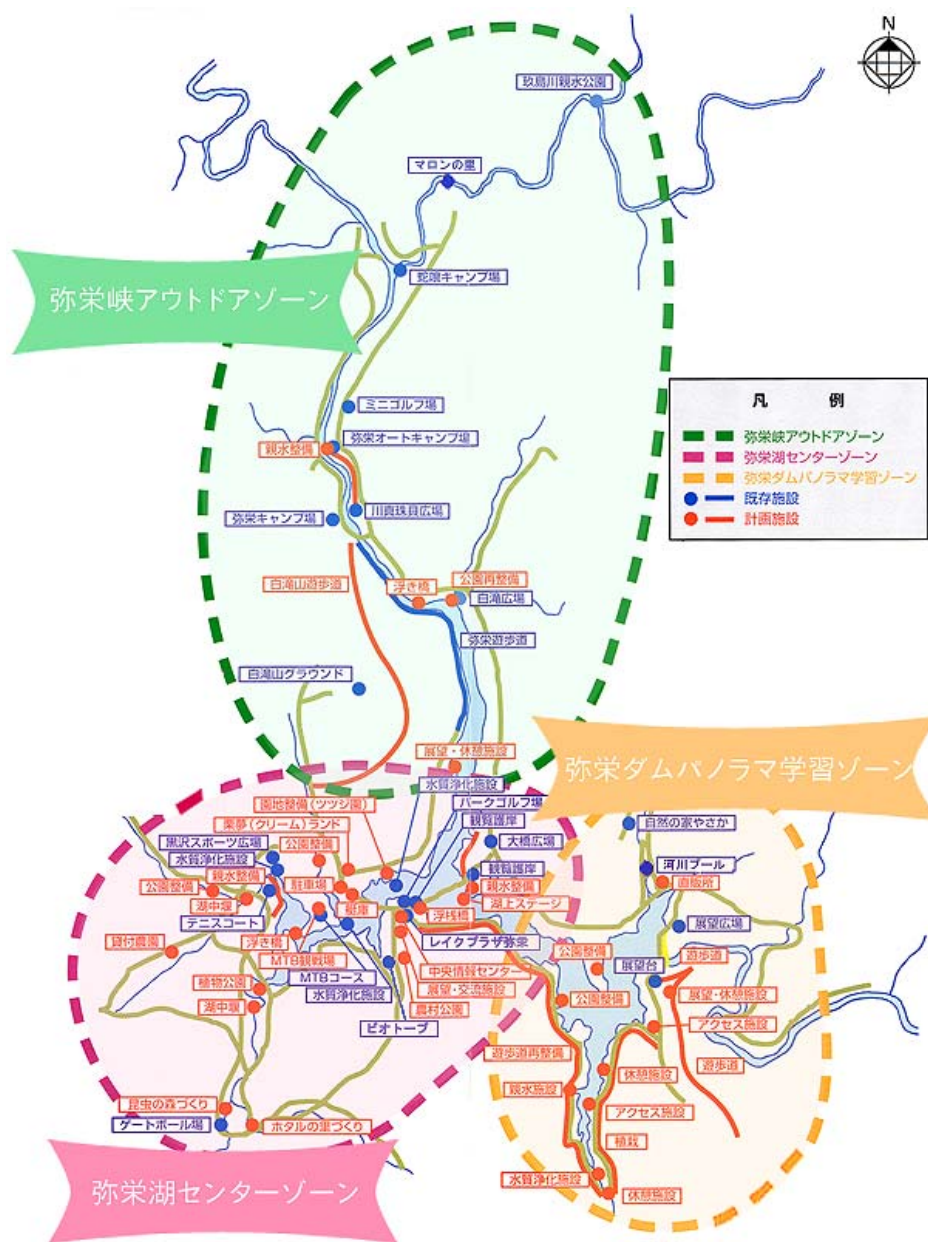 N
玖島川親水公園
マロンの里
蛇喰キャンプ場
弥栄峡アウトドアゾーン
凡 例
弥栄峡アウトドアゾーン
弥栄湖センターゾーン
弥栄ダムパノラマ学習ゾーン
既存施設
計画施設
ミニゴルフ場
弥栄オートキャンプ場
親水整備
川真珠貝広場
弥栄キャンプ場
白滝山遊歩道
浮き橋
公園再整備
白滝広場
弥栄遊歩道
白滝山グラウンド
展望・休憩施設
弥栄ダムパノラマ学習ゾーン
水質浄化施設
園地整備(ツツジ園)
パークゴルフ場
栗夢(クリーム)ランド
観覧護岸
黒沢スポーツ広場
公園整備
大橋広場
自然の家やさか
水質浄化施設
親水整備
駐車場
観覧護岸
河川プール
公園整備
親水整備
直販所
湖中堰
艇庫
湖上ステージ
テニスコート
浮桟橋
展望広場
貸付農園
浮き橋
レイクプラザ弥栄
MTB観戦場
公園整備
展望台
遊歩道
植物公園
MTBコース
中央情報センター
湖中堰
水質浄化施設
展望・交流施設
公園整備
展望・休憩施設
農村公園
ビオトープ
アクセス施設
遊歩道再整備
遊歩道
親水施設
休憩施設
昆虫の森づくり
アクセス施設
ゲートボール場
ホタルの里づくり
植栽
水質浄化施設
休憩施設
弥栄湖センターゾーン